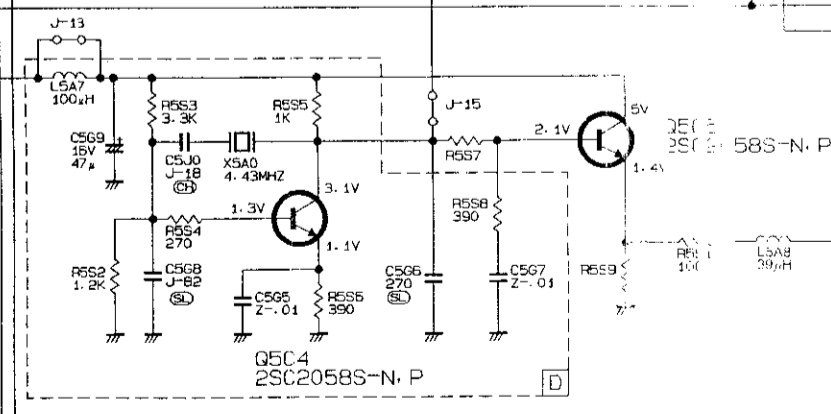 J-13
L5A7
100μH
R5S3
3.3K
R5S5
1K
J-15
5V
C5G9
16V
47μ
C5J0
J-18
CH
X5A0
4.43MHZ
R5S7
2.1V
58S-N, P
1.4V
3.1V
R5S8
390
1.3V
R5S4
270
1.1V
R5S2
1.2K
C5G8
J-82
SL
C5G5
Z-.01
R5S6
390
C5G6
270
SL
C5G7
Z-.01
R5S9
L5A8
39μH
Q5C4
2SC2058S-N, P
D